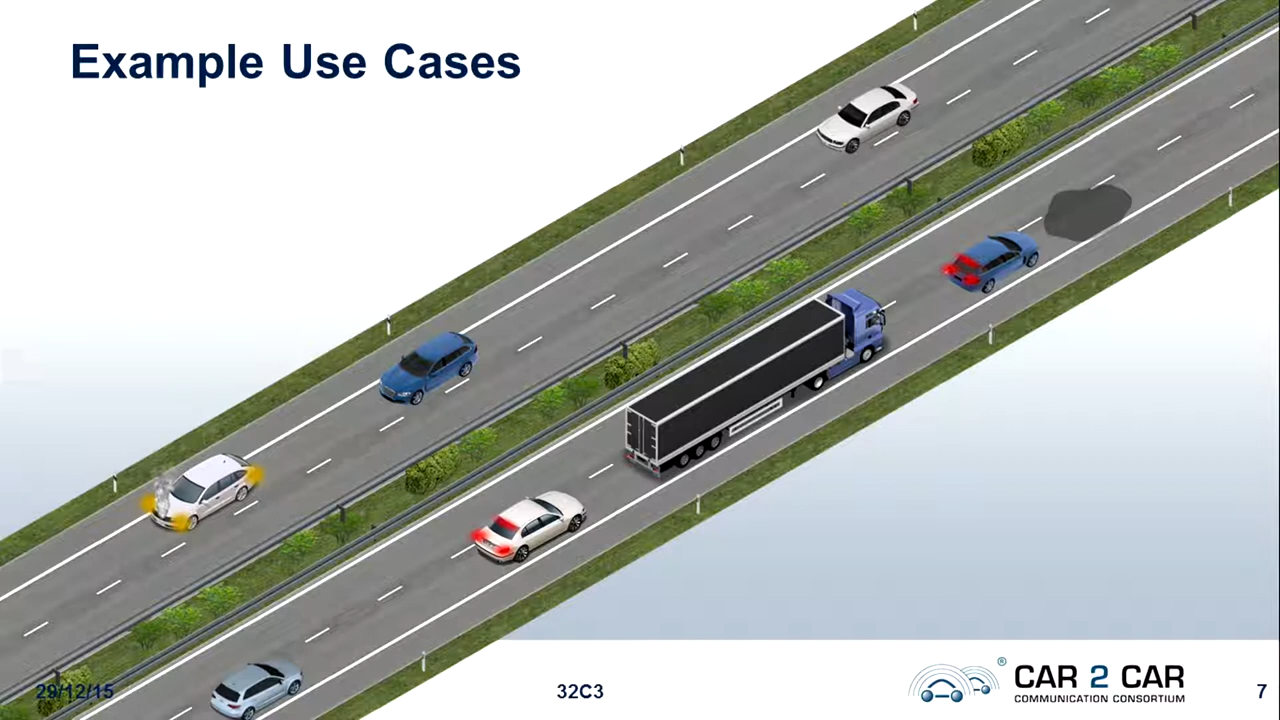 Example Use Cases
29/12/15
32C3
®
CAR 2 CAR
COMMUNICATION CONSORTIUM
7